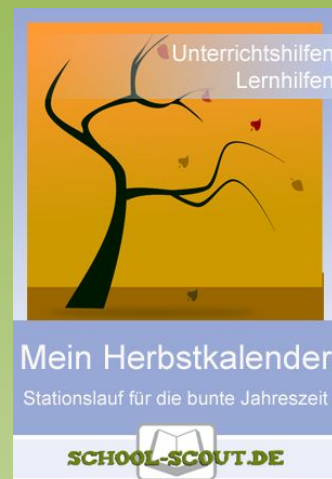 Unterrichtshilfen
Lernhilfen
Mein Herbstkalender
Stationslauf für die bunte Jahreszeit
SCHOOL-SCOUT.DE